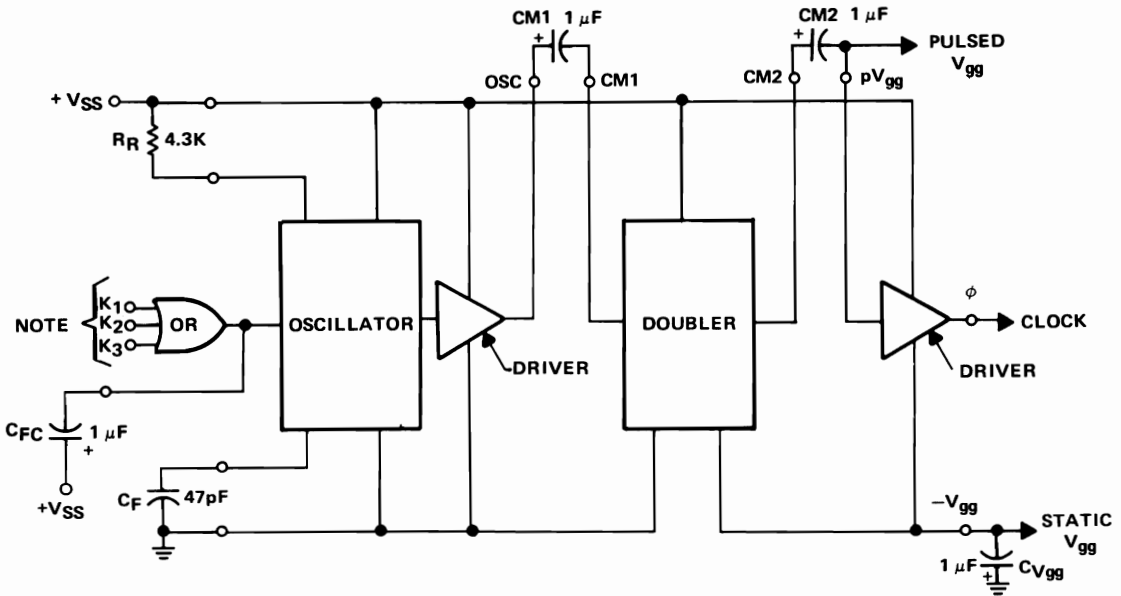 CM1 1 μF
+
OSC
CM1
CM2 1 μF
+
CM2
pVgg
PULSED
Vgg
+ VSS
RR 4.3K
NOTE
K1
K2
K3
OR
OSCILLATOR
DRIVER
DOUBLER
φ
CLOCK
DRIVER
CFC 1 μF
+
+VSS
CF 47pF
-Vgg
STATIC
Vgg
1 μF
+
CVgg